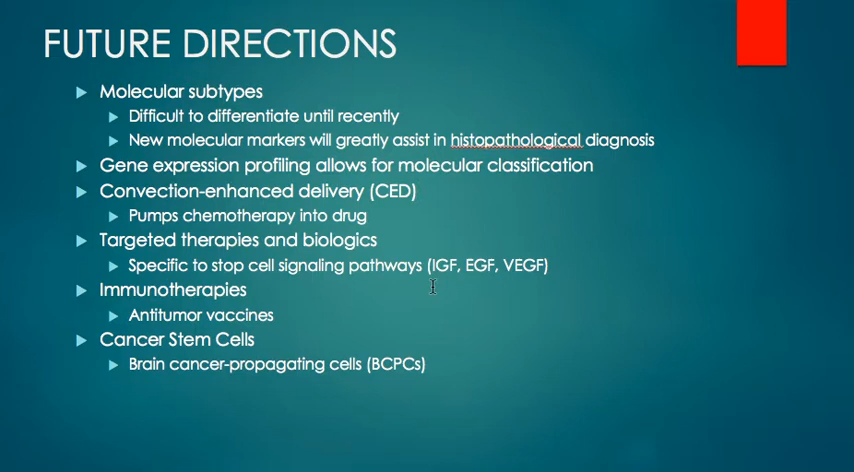 FUTURE DIRECTIONS
Molecular subtypes
Difficult to differentiate until recently
New molecular markers will greatly assist in histopathological diagnosis
Gene expression profiling allows for molecular classification
Convection-enhanced delivery (CED)
Pumps chemotherapy into drug
Targeted therapies and biologics
Specific to stop cell signaling pathways (IGF, EGF, VEGF)
Immunotherapies
Antitumor vaccines
Cancer Stem Cells
Brain cancer-propagating cells (BCPCs)